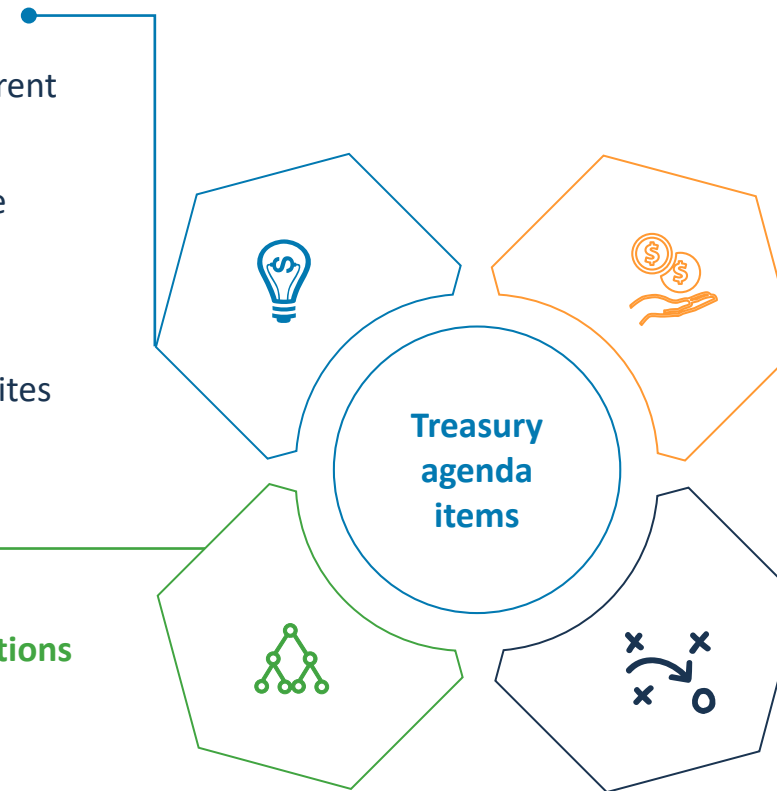 rent
e
ites
Treasury
agenda
items
tions
$
$
$